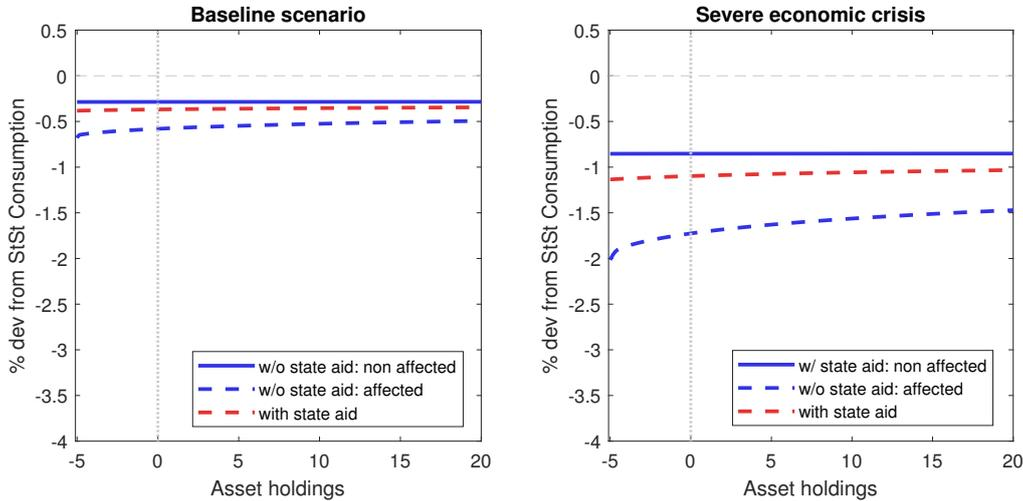 Baseline scenario
0.5
0
-0.5
-1
-1.5
-2
-2.5
-3
-3.5
-4
% dev from StSt Consumption
w/o state aid: non affected
w/o state aid: affected
with state aid
-5 0 5 10 15 20
Asset holdings
Severe economic crisis
0.5
0
-0.5
-1
-1.5
-2
-2.5
-3
-3.5
-4
% dev from StSt Consumption
w/ state aid: non affected
w/o state aid: affected
with state aid
-5 0 5 10 15 20
Asset holdings